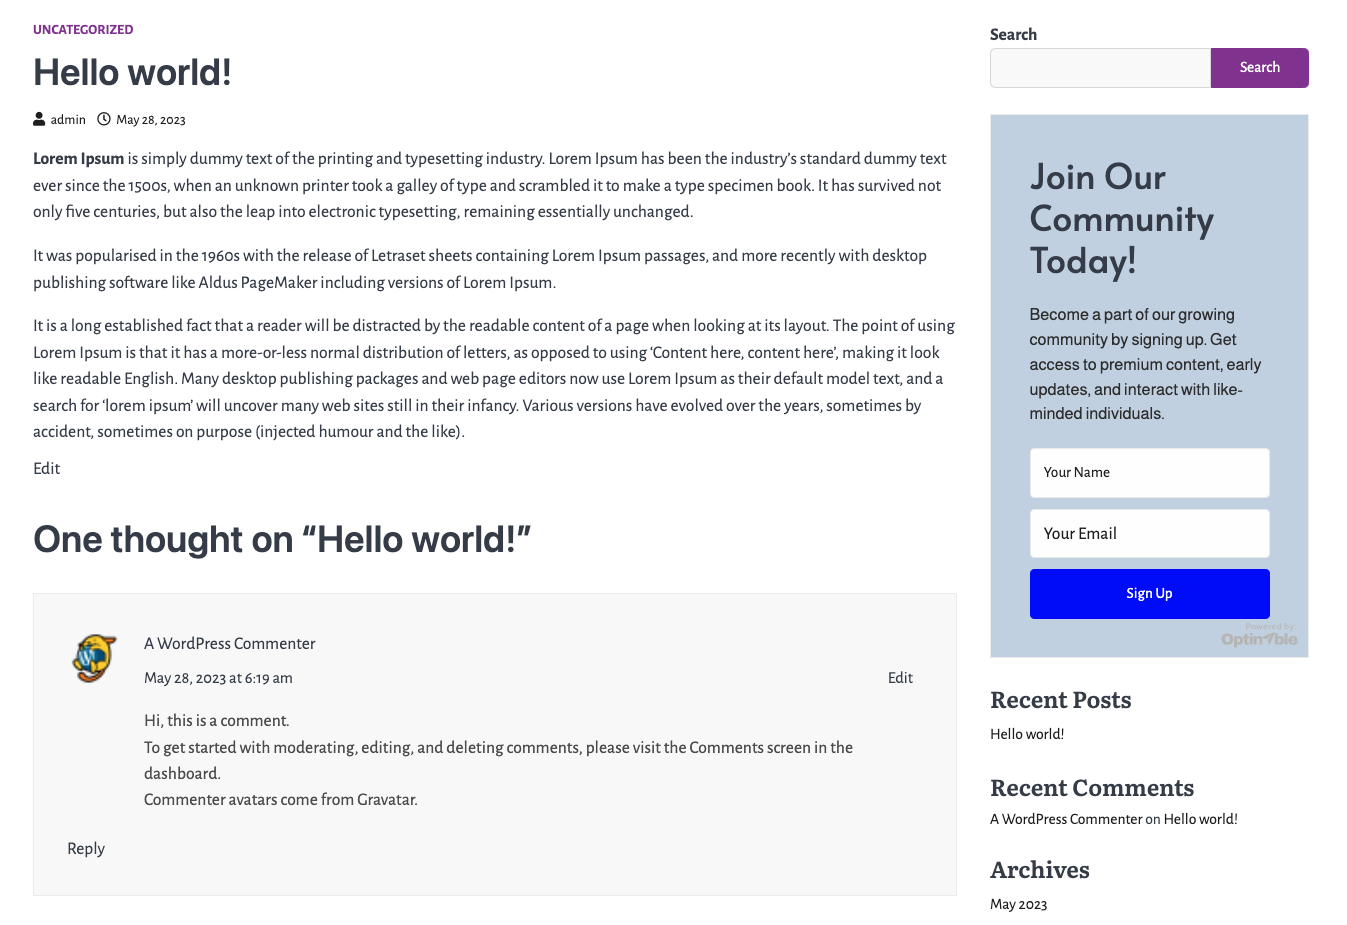 UNCATEGORIZED
Hello world!
admin May 28, 2023
Lorem Ipsum is simply dummy text of the printing and typesetting industry. Lorem Ipsum has been the industry’s standard dummy text
ever since the 1500s, when an unknown printer took a galley of type and scrambled it to make a type specimen book. It has survived not
only five centuries, but also the leap into electronic typesetting, remaining essentially unchanged.
It was popularised in the 1960s with the release of Letraset sheets containing Lorem Ipsum passages, and more recently with desktop
publishing software like Aldus PageMaker including versions of Lorem Ipsum.
It is a long established fact that a reader will be distracted by the readable content of a page when looking at its layout. The point of using
Lorem Ipsum is that it has a more-or-less normal distribution of letters, as opposed to using ‘Content here, content here’, making it look
like readable English. Many desktop publishing packages and web page editors now use Lorem Ipsum as their default model text, and a
search for ‘lorem ipsum’ will uncover many web sites still in their infancy. Various versions have evolved over the years, sometimes by
accident, sometimes on purpose (injected humour and the like).
Edit
One thought on “Hello world!”
A WordPress Commenter
May 28, 2023 at 6:19 am
Edit
Hi, this is a comment.
To get started with moderating, editing, and deleting comments, please visit the Comments screen in the
dashboard.
Commenter avatars come from Gravatar.
Reply
Search
Search
Join Our
Community
Today!
Become a part of our growing
community by signing up. Get
access to premium content, early
updates, and interact with like-
minded individuals.
Your Name
Your Email
Sign Up
Powered by:
Optinable
Recent Posts
Hello world!
Recent Comments
A WordPress Commenter on Hello world!
Archives
May 2023